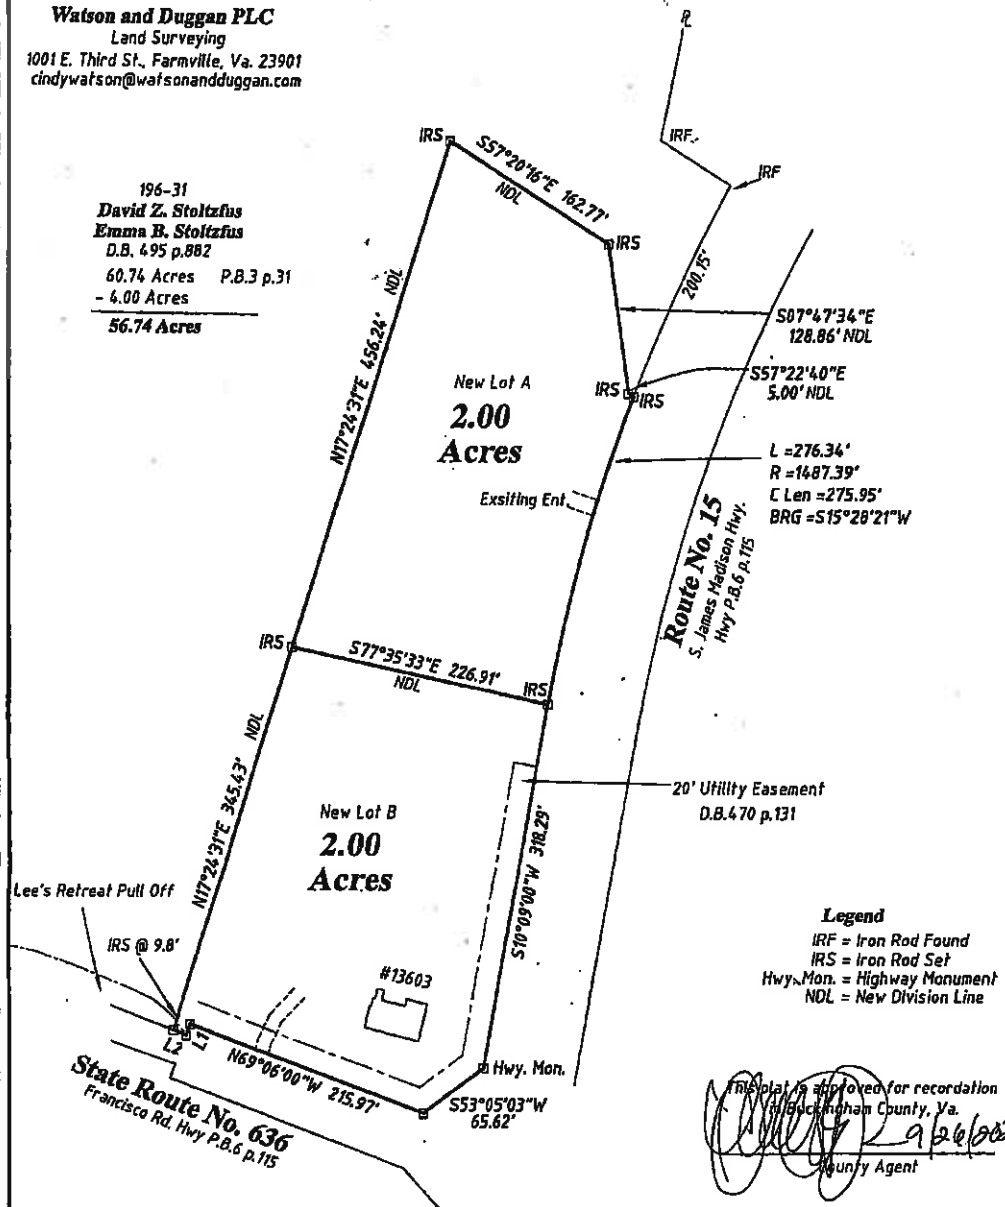 Watson and Duggan PLC
Land Surveying
1001 E. Third St., Farmville, Va. 23901
cindywatson@watsonandduggan.com
196-31
David Z. Stoltzfus
Emma B. Stoltzfus
D.B. 495 p.882
60.74 Acres P.B.3 p.31
- 4.00 Acres
56.74 Acres
IRS
S57°20'16"E 162.77'
NDL
IRS
IRF
IRF
200.15'
S07°47'34"E
128.86' NDL
S57°22'40"E
5.00' NDL
IRS
IRS
L =276.34'
R =1487.39'
C Len =275.95'
BRG =S15°28'21"W
N17°24'31"E 456.24' NDL
New Lot A
2.00
Acres
Exsiting Ent.
Route No. 15
S. James Madison Hwy.
Hwy P.B.6 p.115
IRS
S77°35'33"E 226.91'
NDL
IRS
N17°24'31"E 345.43' NDL
New Lot B
2.00
Acres
20' Utility Easement
D.B.470 p.131
S10°09'00"W 318.29'
Lee's Retreat Pull Off
IRS @ 9.8'
#13603
L2
L1
N69°06'00"W 215.97'
Hwy. Mon.
S53°05'03"W
65.62'
State Route No. 636
Francisco Rd. Hwy P.B.6 p.115
Legend
IRF = Iron Rod Found
IRS = Iron Rod Set
Hwy. Mon. = Highway Monument
NDL = New Division Line
This plat is approved for recordation
in Buckingham County, Va.
9/26/
County Agent